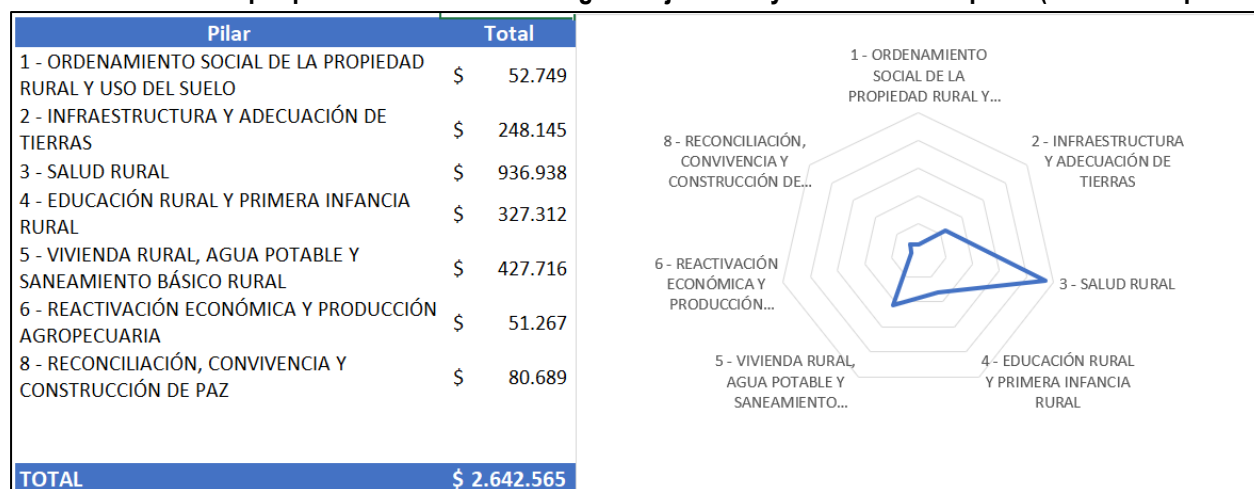 Pilar Total
1 - ORDENAMIENTO SOCIAL DE LA PROPIEDAD
RURAL Y USO DEL SUELO $ 52.749
2 - INFRAESTRUCTURA Y ADECUACIÓN DE
TIERRAS $ 248.145
3 - SALUD RURAL $ 936.938
4 - EDUCACIÓN RURAL Y PRIMERA INFANCIA
RURAL $ 327.312
5 - VIVIENDA RURAL, AGUA POTABLE Y
SANEAMIENTO BÁSICO RURAL $ 427.716
6 - REACTIVACIÓN ECONÓMICA Y PRODUCCIÓN
AGROPECUARIA $ 51.267
8 - RECONCILIACIÓN, CONVIVENCIA Y
CONSTRUCCIÓN DE PAZ $ 80.689
TOTAL $ 2.642.565
1 - ORDENAMIENTO
SOCIAL DE LA
PROPIEDAD RURAL Y...
2 - INFRAESTRUCTURA
Y ADECUACIÓN DE
TIERRAS
3 - SALUD RURAL
4 - EDUCACIÓN RURAL
Y PRIMERA INFANCIA
RURAL
5 - VIVIENDA RURAL,
AGUA POTABLE Y
SANEAMIENTO...
6 - REACTIVACIÓN
ECONÓMICA Y
PRODUCCIÓN...
8 - RECONCILIACIÓN,
CONVIVENCIA Y
CONSTRUCCIÓN DE...